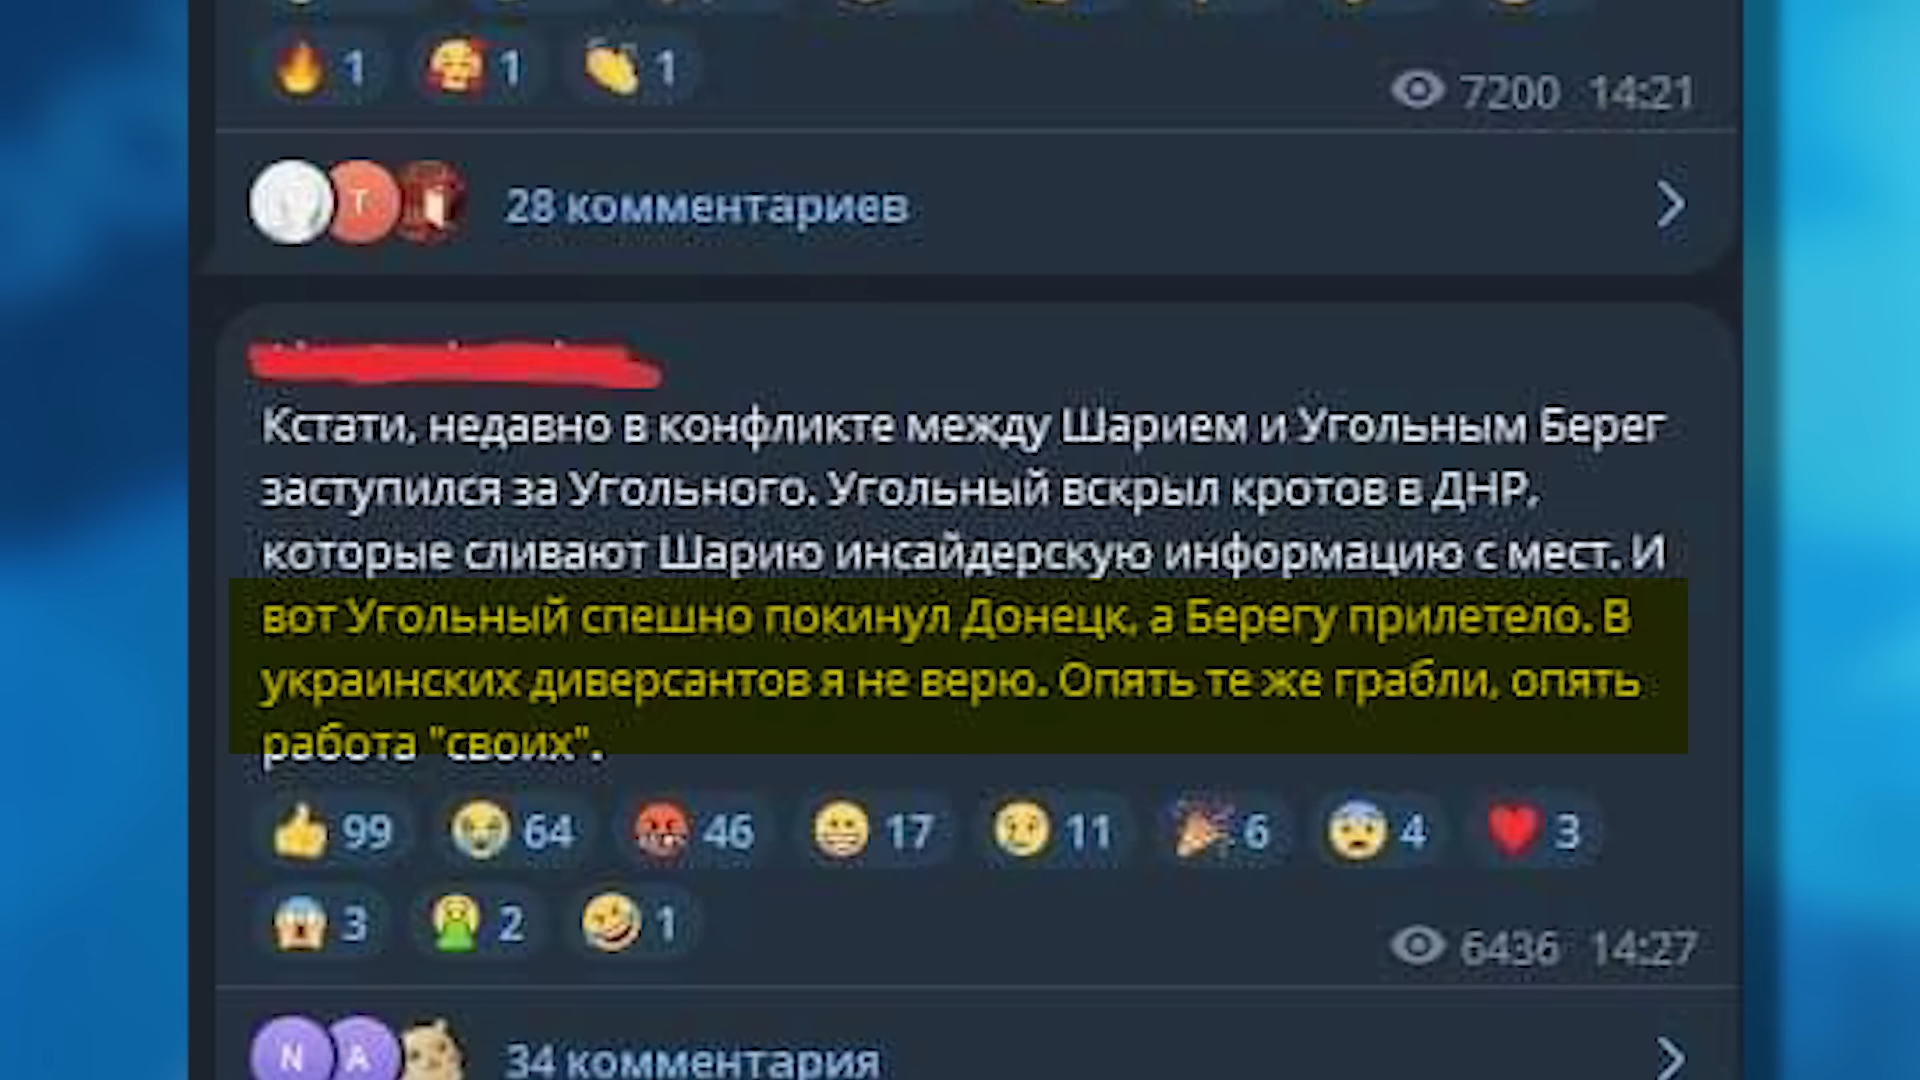 1 1 1
7200 14:21
T
28 комментариев
Кстати, недавно в конфликте между Шарием и Угольным Берег
заступился за Угольного. Угольный вскрыл кротов в ДНР,
которые сливают Шарию инсайдерскую информацию с мест. И
вот Угольный спешно покинул Донецк, а Берегу прилетело. В
украинских диверсантов я не верю. Опять те же грабли, опять
работа "своих".
99 64 46 17 11 6 4 3
3 2 1
6436 14:27
N A
34 комментария